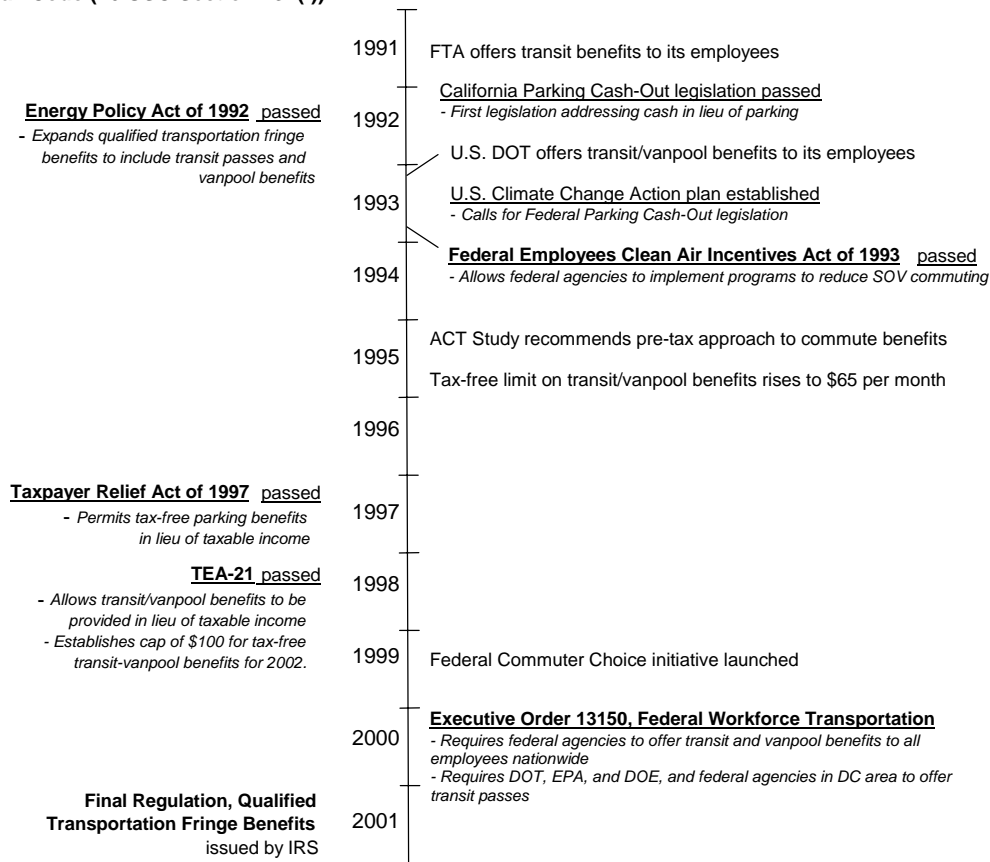 1991
FTA offers transit benefits to its employees
California Parking Cash-Out legislation passed
- First legislation addressing cash in lieu of parking
Energy Policy Act of 1992 passed
- Expands qualified transportation fringe
benefits to include transit passes and
vanpool benefits
1992
U.S. DOT offers transit/vanpool benefits to its employees
1993
U.S. Climate Change Action plan established
- Calls for Federal Parking Cash-Out legislation
Federal Employees Clean Air Incentives Act of 1993 passed
- Allows federal agencies to implement programs to reduce SOV commuting
1994
1995
ACT Study recommends pre-tax approach to commute benefits
Tax-free limit on transit/vanpool benefits rises to $65 per month
1996
Taxpayer Relief Act of 1997 passed
- Permits tax-free parking benefits
in lieu of taxable income
1997
TEA-21 passed
- Allows transit/vanpool benefits to be
provided in lieu of taxable income
- Establishes cap of $100 for tax-free
transit-vanpool benefits for 2002.
1998
1999
Federal Commuter Choice initiative launched
2000
Executive Order 13150, Federal Workforce Transportation
- Requires federal agencies to offer transit and vanpool benefits to all
employees nationwide
- Requires DOT, EPA, and DOE, and federal agencies in DC area to offer
transit passes
Final Regulation, Qualified
Transportation Fringe Benefits
issued by IRS
2001